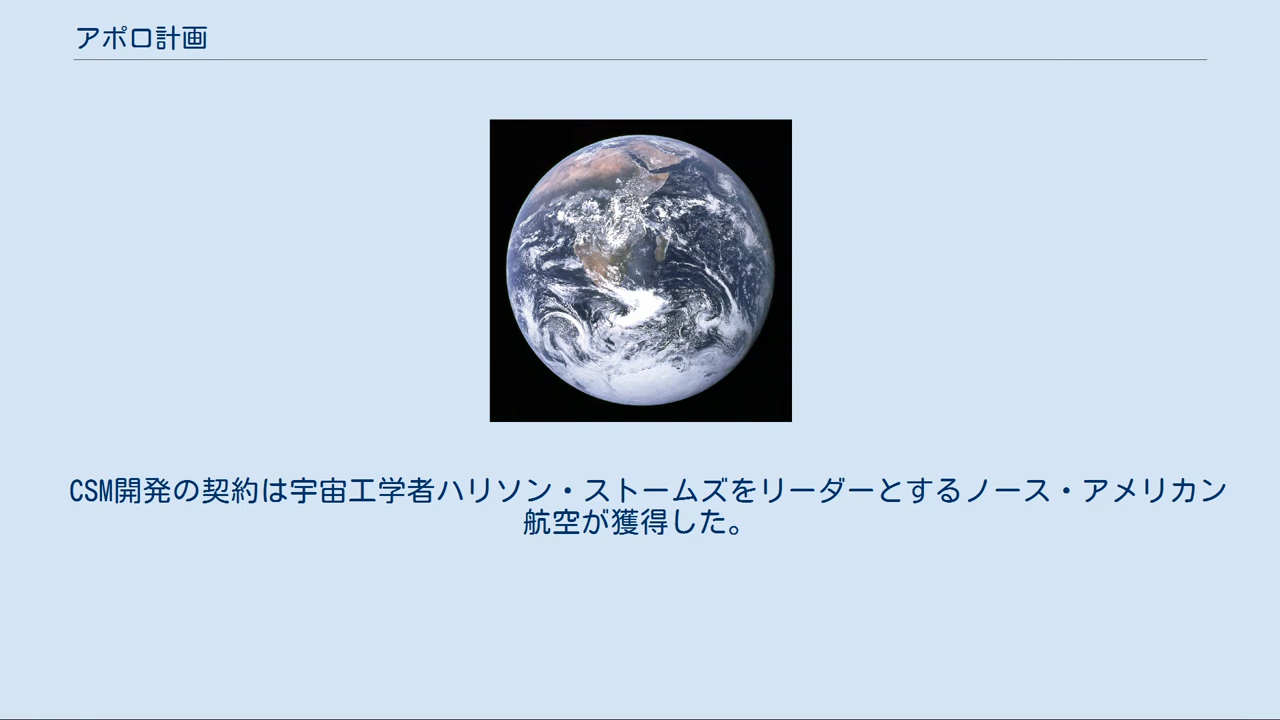 アポロ計画
CSM開発の契約は宇宙工学者ハリソン・ストームズをリーダーとするノース・アメリカン
航空が獲得した。